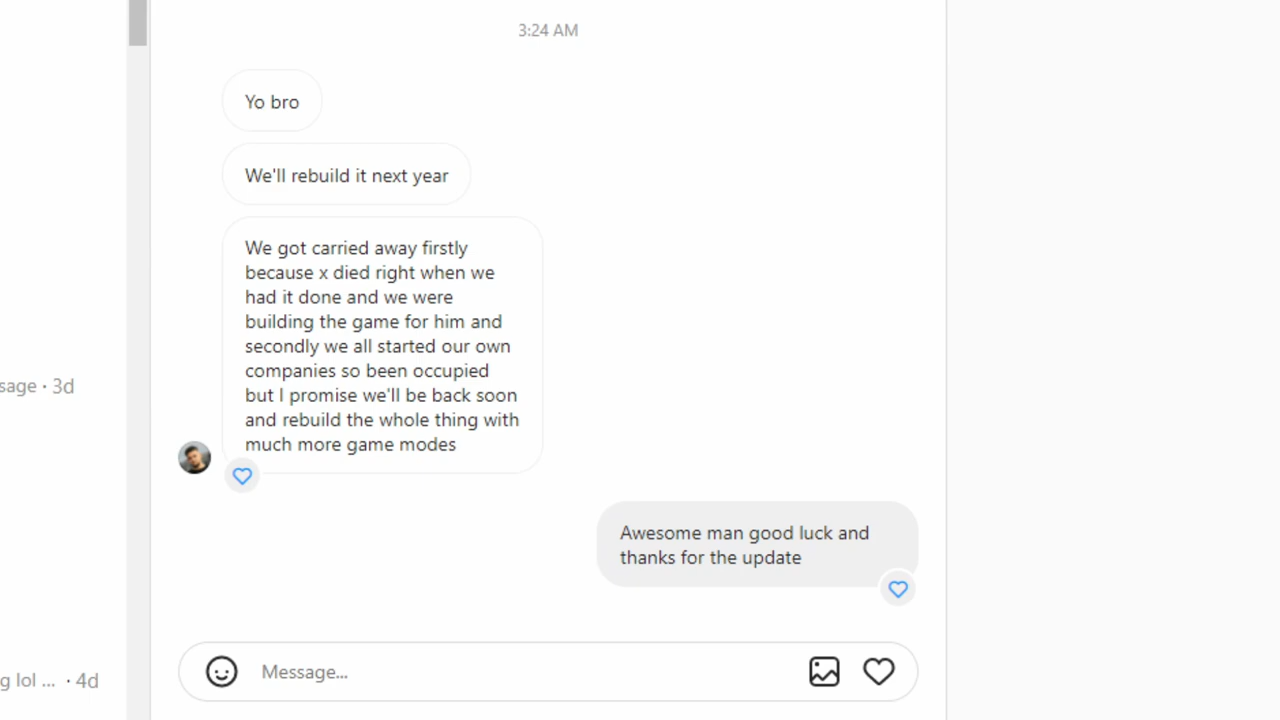 3:24 AM
Yo bro
We'll rebuild it next year
We got carried away firstly
because x died right when we
had it done and we were
building the game for him and
secondly we all started our own
companies so been occupied
but I promise we'll be back soon
and rebuild the whole thing with
much more game modes
sage · 3d
Awesome man good luck and
thanks for the update
Message...
g lol ... · 4d